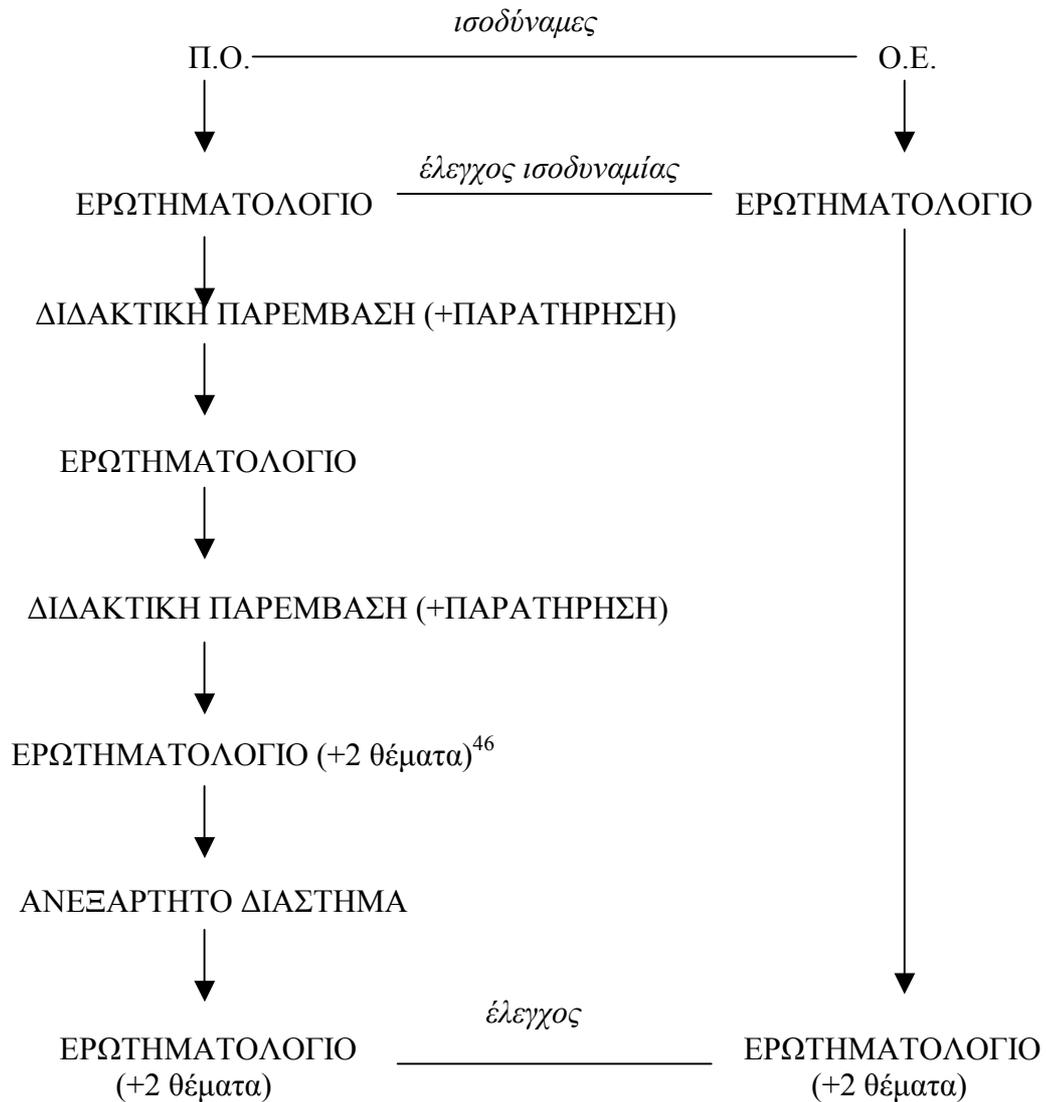 ισοδύναμες
Π.Ο. Ο.Ε.
έλεγχος ισοδυναμίας
ΕΡΩΤΗΜΑΤΟΛΟΓΙΟ ΕΡΩΤΗΜΑΤΟΛΟΓΙΟ
ΔΙΔΑΚΤΙΚΗ ΠΑΡΕΜΒΑΣΗ (+ΠΑΡΑΤΗΡΗΣΗ)
ΕΡΩΤΗΜΑΤΟΛΟΓΙΟ
ΔΙΔΑΚΤΙΚΗ ΠΑΡΕΜΒΑΣΗ (+ΠΑΡΑΤΗΡΗΣΗ)
ΕΡΩΤΗΜΑΤΟΛΟΓΙΟ (+2 θέματα)46
ΑΝΕΞΑΡΤΗΤΟ ΔΙΑΣΤΗΜΑ
έλεγχος
ΕΡΩΤΗΜΑΤΟΛΟΓΙΟ ΕΡΩΤΗΜΑΤΟΛΟΓΙΟ
(+2 θέματα) (+2 θέματα)